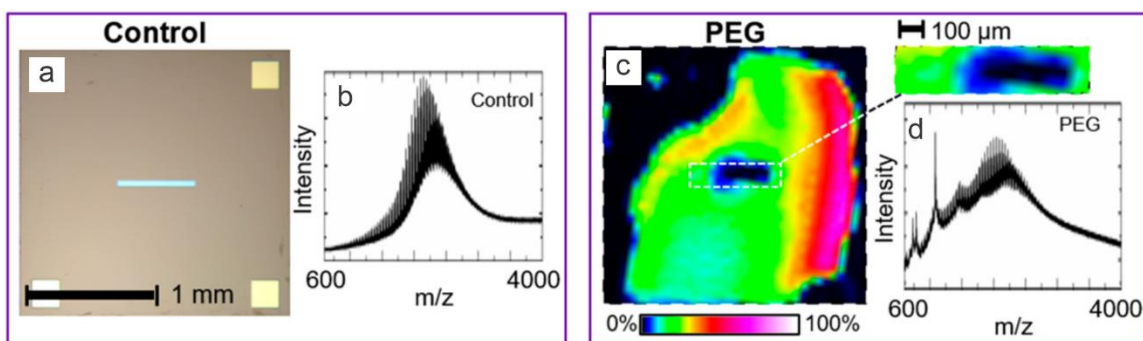 Control
a
1 mm
b
Control
Intensity
600
4000
m/z
PEG
c
0%
100%
100 µm
d
PEG
Intensity
600
4000
m/z